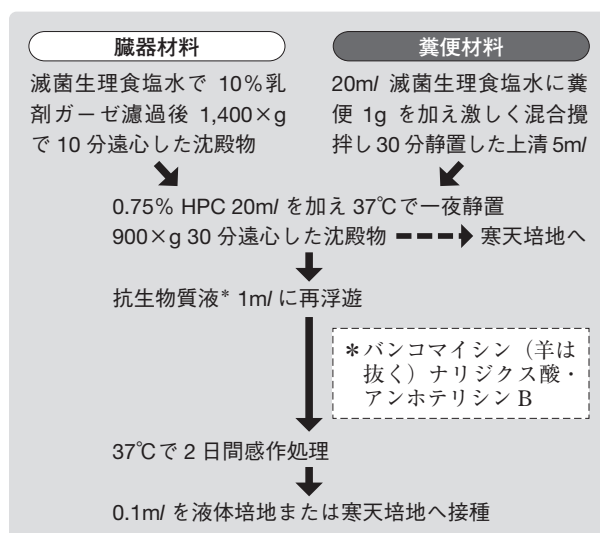 臓器材料
滅菌生理食塩水で 10%乳
剤ガーゼ濾過後 1,400×g
で 10 分遠心した沈殿物
糞便材料
20ml 滅菌生理食塩水に糞
便 1g を加え激しく混合攪
拌し 30 分静置した上清 5ml
0.75% HPC 20ml を加え 37℃で一夜静置
900×g 30 分遠心した沈殿物 寒天培地へ
抗生物質液* 1ml に再浮遊
*バンコマイシン(羊は
抜く)ナリジクス酸・
アンホテリシン B
37℃で 2 日間感作処理
0.1ml を液体培地または寒天培地へ接種